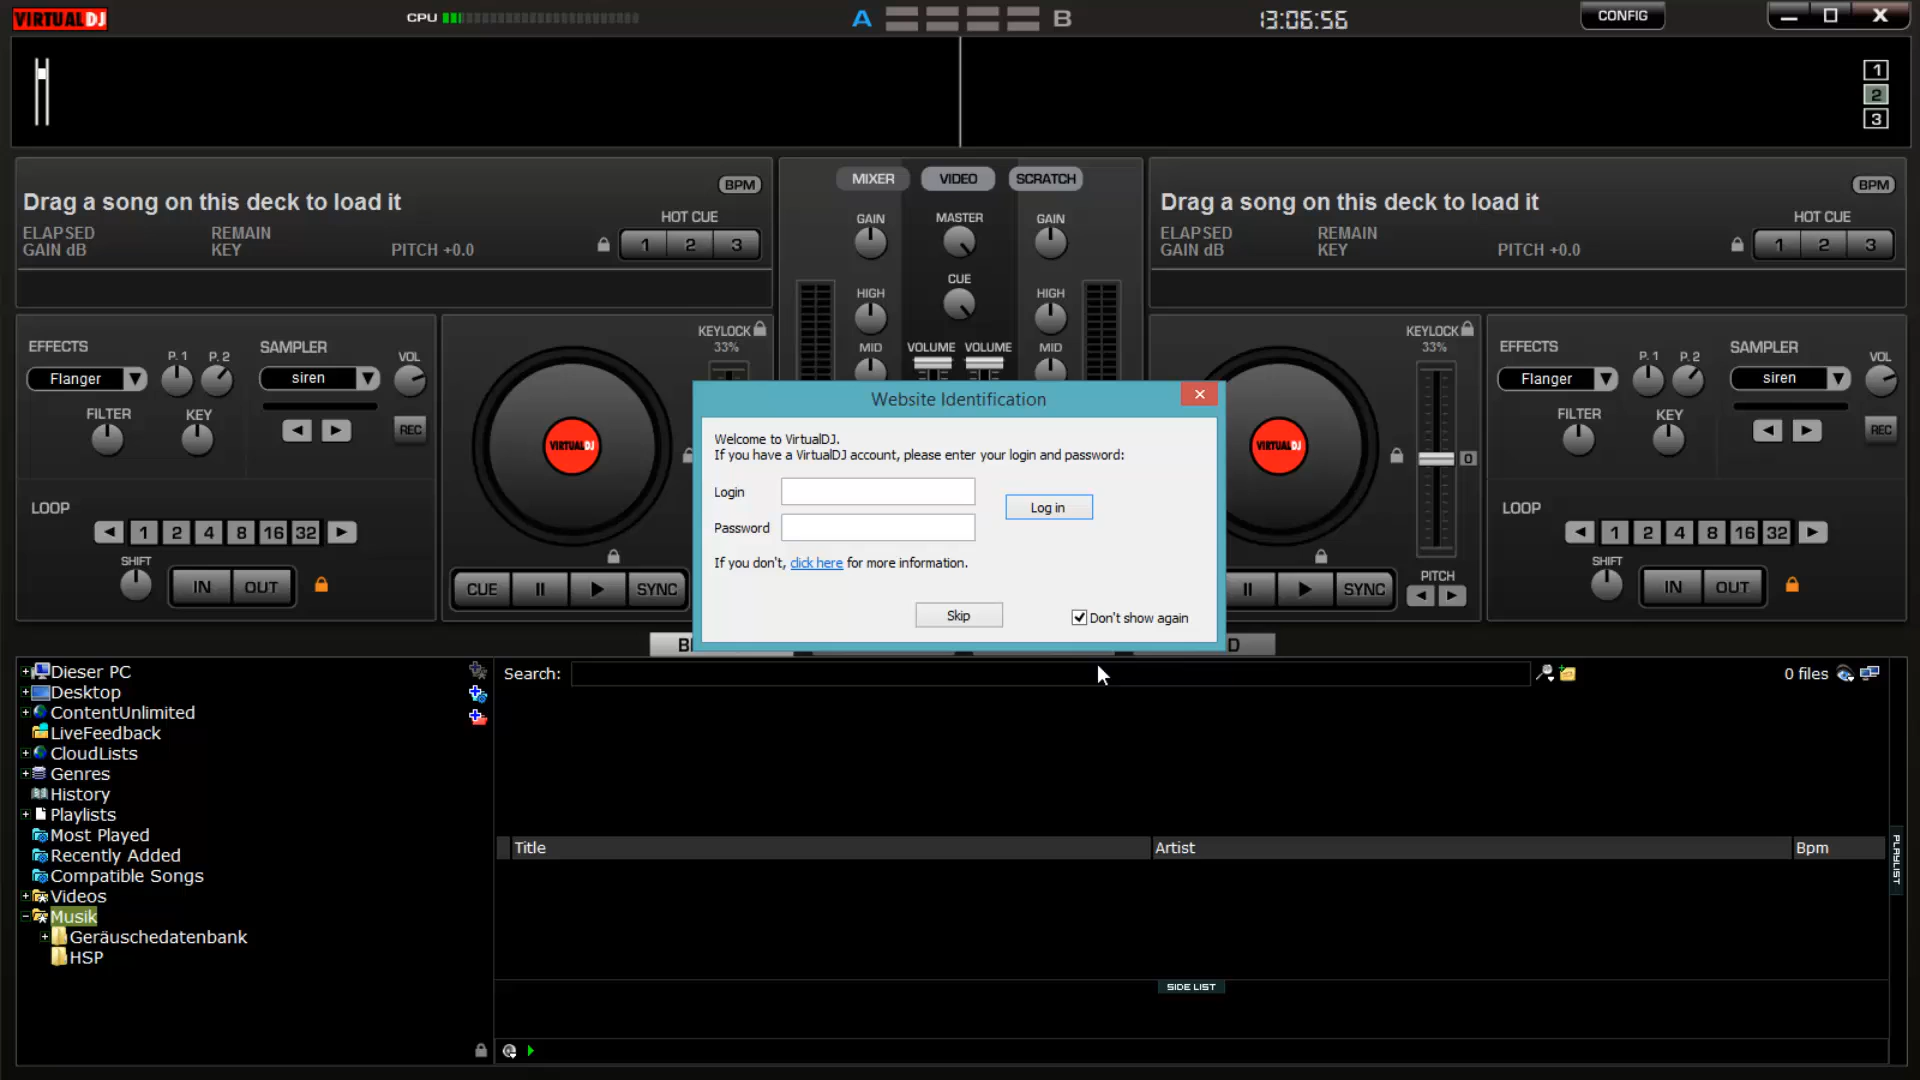 VIRTUAL DJ
CPU
A
B
13:06:56
CONFIG
1
2
3
Drag a song on this deck to load it
BPM
ELAPSED
REMAIN
HOT CUE
GAIN dB
KEY
PITCH +0.0
1 2 3
MIXER
VIDEO
SCRATCH
GAIN
MASTER
GAIN
CUE
HIGH
HIGH
MID
VOLUME
VOLUME
MID
Drag a song on this deck to load it
BPM
ELAPSED
REMAIN
HOT CUE
GAIN dB
KEY
PITCH +0.0
1 2 3
EFFECTS
P. 1
P. 2
SAMPLER
VOL
Flanger
siren
FILTER
KEY
REC
LOOP
1 2 4 8 16 32
SHIFT
IN
OUT
KEYLOCK
33%
VIRTUAL DJ
CUE
SYNC
Website Identification
Welcome to VirtualDJ.
If you have a VirtualDJ account, please enter your login and password:
Login
Log in
Password
If you don't, click here for more information.
Skip
Don't show again
KEYLOCK
33%
VIRTUAL DJ
0
PITCH
SYNC
EFFECTS
P. 1
P. 2
SAMPLER
VOL
Flanger
siren
FILTER
KEY
REC
LOOP
1 2 4 8 16 32
SHIFT
IN
OUT
Dieser PC
Desktop
ContentUnlimited
LiveFeedback
CloudLists
Genres
History
Playlists
Most Played
Recently Added
Compatible Songs
Videos
Musik
Geräuschedatenbank
HSP
Search:
0 files
Title
Artist
Bpm
PLAYLIST
SIDE LIST